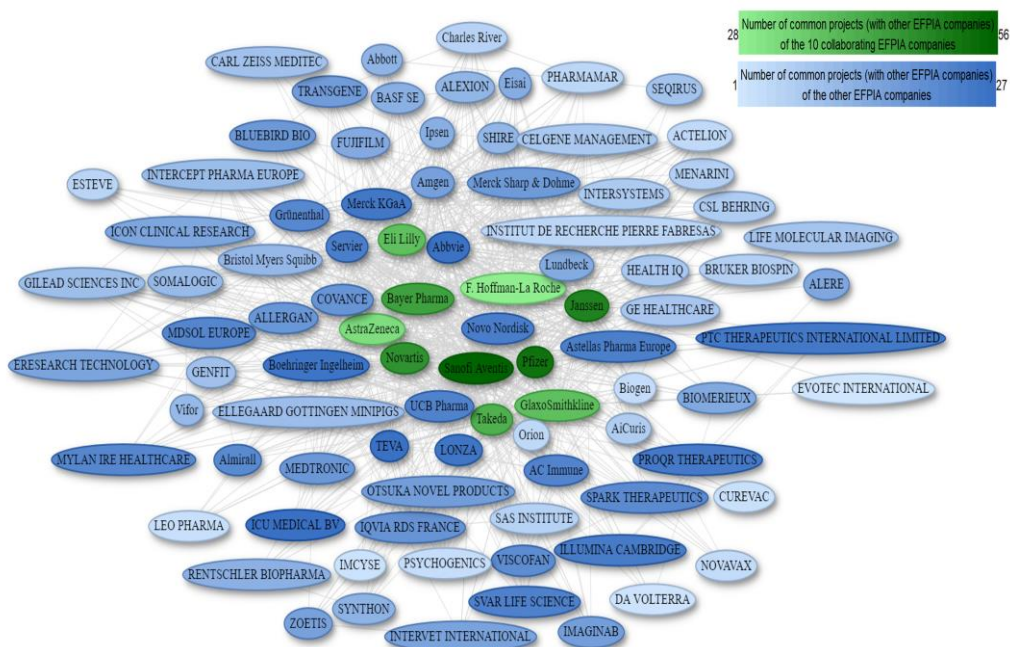 28
Number of common projects (with other EFPIA companies)
of the 10 collaborating EFPIA companies
56
1
Number of common projects (with other EFPIA companies)
of the other EFPIA companies
27
Charles River
CARL ZEISS MEDITEC
Abbott
PHARMAMAR
TRANSGENE
BASF SE
ALEXION
Eisai
SEQIRUS
BLUEBIRD BIO
FUJIFILM
Ipsen
SHIRE
CELGENE MANAGEMENT
ACTELION
ESTEVE
INTERCEPT PHARMA EUROPE
Amgen
Merck Sharp & Dohme
INTERSYSTEMS
MENARINI
Grünenthal
Merck KGaA
CSL BEHRING
ICON CLINICAL RESEARCH
Servier
Eli Lilly
Abbvie
INSTITUT DE RECHERCHE PIERRE FABRESAS
LIFE MOLECULAR IMAGING
Bristol Myers Squibb
Lundbeck
HEALTH IQ
BRUKER BIOSPIN
GILEAD SCIENCES INC
SOMALOGIC
COVANCE
Bayer Pharma
F. Hoffman-La Roche
Janssen
GE HEALTHCARE
ALERE
MDSOL EUROPE
ALLERGAN
AstraZeneca
Novo Nordisk
Astellas Pharma Europe
PTC THERAPEUTICS INTERNATIONAL LIMITED
ERESEARCH TECHNOLOGY
GENFIT
Boehringer Ingelheim
Novartis
Sanofi Aventis
Pfizer
Biogen
BIOMERIEUX
EVOTEC INTERNATIONAL
Vifor
ELLEGAARD GOTTINGEN MINIPIGS
UCB Pharma
Takeda
GlaxoSmithkline
AiCuris
Orion
MYLAN IRE HEALTHCARE
Almirall
MEDTRONIC
TEVA
LONZA
AC Immune
PROQR THERAPEUTICS
OTSUKA NOVEL PRODUCTS
SPARK THERAPEUTICS
CUREVAC
LEO PHARMA
ICU MEDICAL BV
IQVIA RDS FRANCE
SAS INSTITUTE
RENTSCHLER BIOPHARMA
IMCYSE
PSYCHOGENICS
VISCOFAN
ILLUMINA CAMBRIDGE
NOVAVAX
ZOETIS
SYNTHON
SVAR LIFE SCIENCE
DA VOLTERRA
INTERVET INTERNATIONAL
IMAGINAB